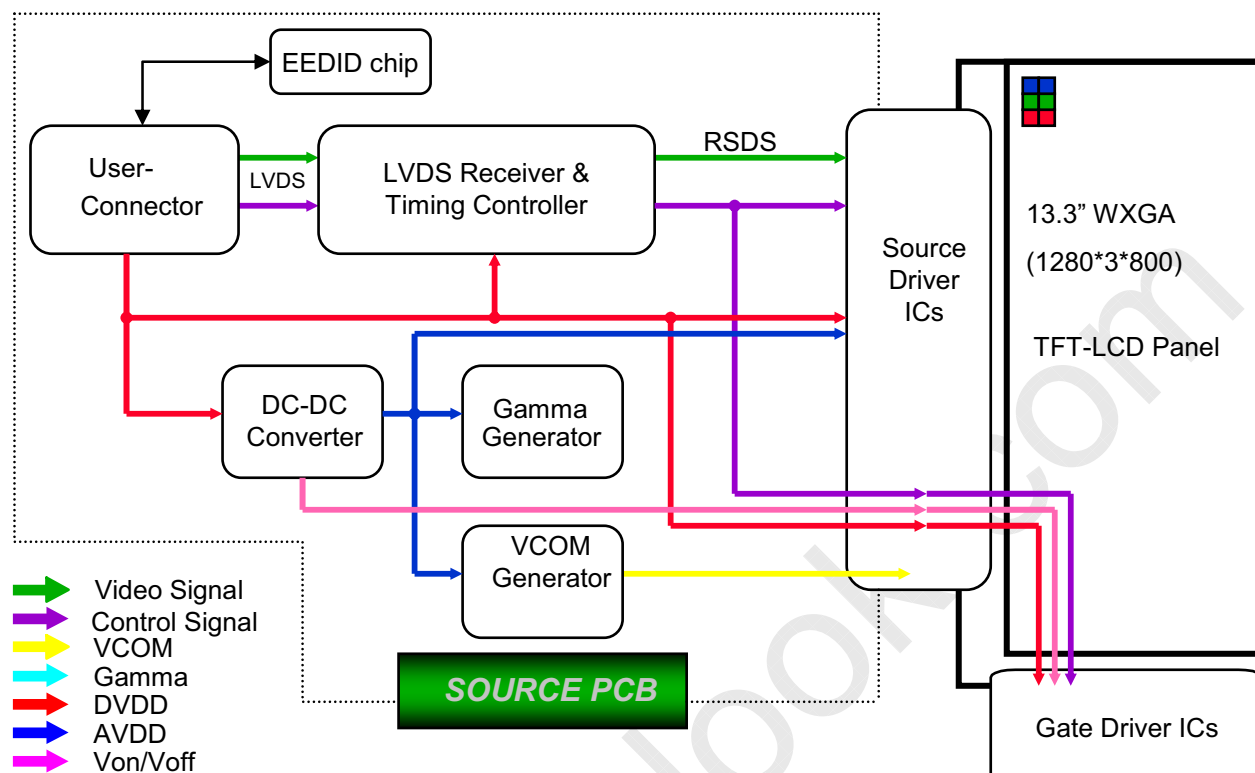 EEDID chip
User-
Connector
LVDS
LVDS Receiver &
Timing Controller
RSDS
Source
Driver
ICs
13.3” WXGA
(1280*3*800)
TFT-LCD Panel
DC-DC
Converter
Gamma
Generator
VCOM
Generator
Video Signal
Control Signal
VCOM
Gamma
DVDD
AVDD
Von/Voff
SOURCE PCB
Gate Driver ICs
look.com